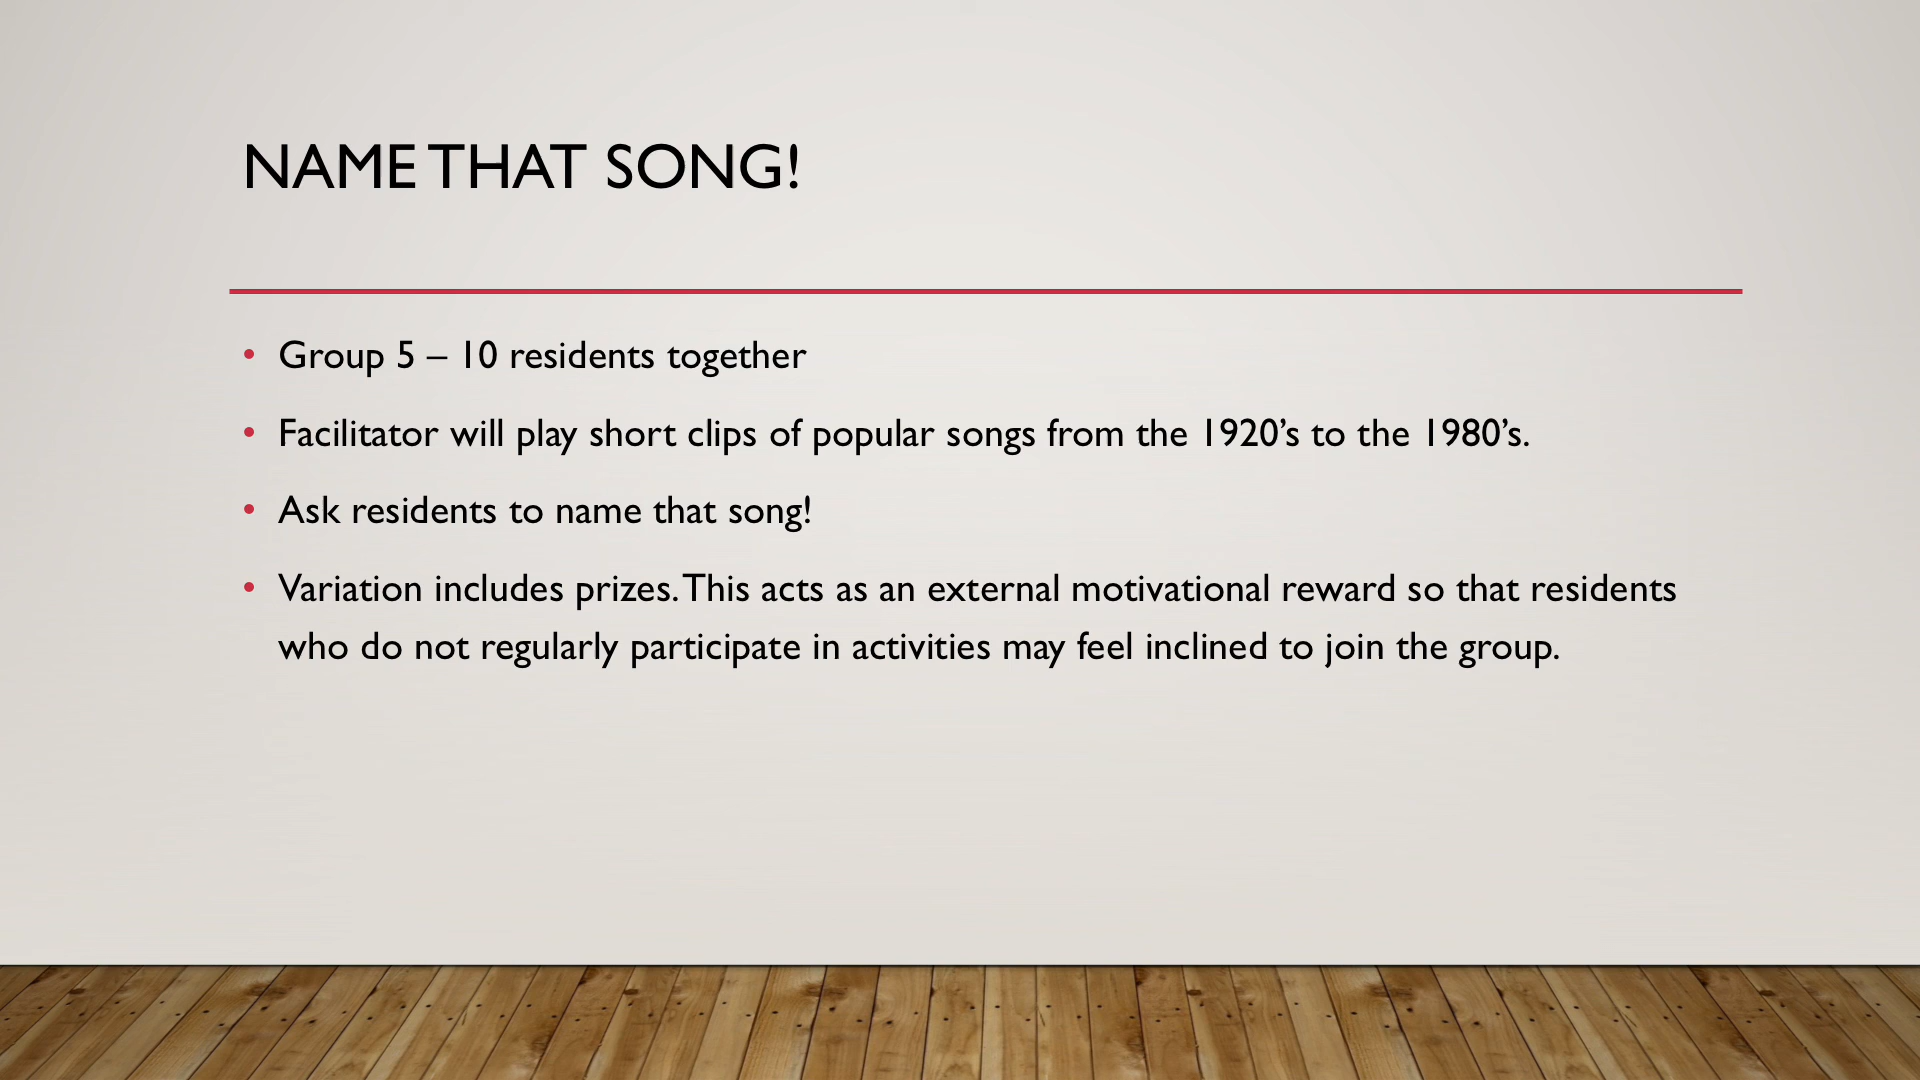 NAME THAT SONG!
• Group 5 – 10 residents together
• Facilitator will play short clips of popular songs from the 1920’s to the 1980’s.
• Ask residents to name that song!
• Variation includes prizes. This acts as an external motivational reward so that residents
who do not regularly participate in activities may feel inclined to join the group.